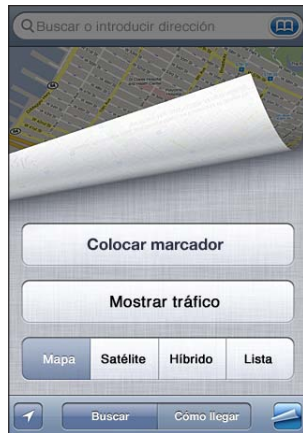 Buscar o introducir dirección
Colocar marcador
Mostrar tráfico
Mapa Satélite Híbrido Lista
Buscar Cómo llegar